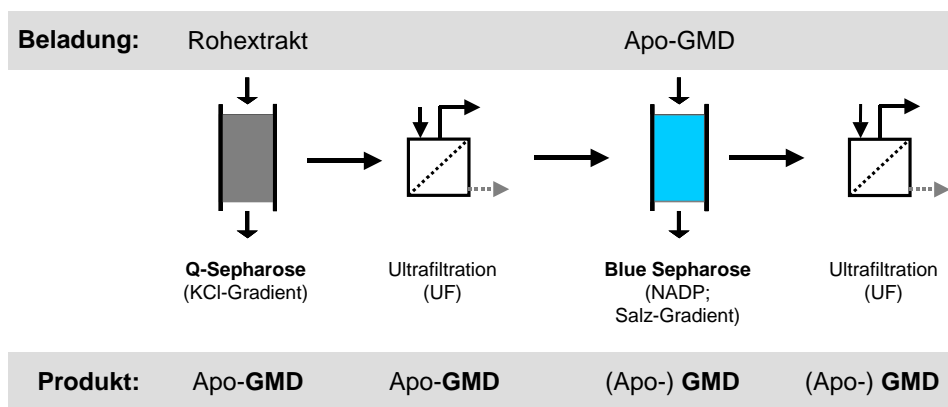 Beladung: Rohextrakt Apo-GMD
Q-Sepharose
(KCl-Gradient)
Ultrafiltration
(UF)
Blue Sepharose
(NADP;
Salz-Gradient)
Ultrafiltration
(UF)
Produkt: Apo-GMD Apo-GMD (Apo-) GMD (Apo-) GMD